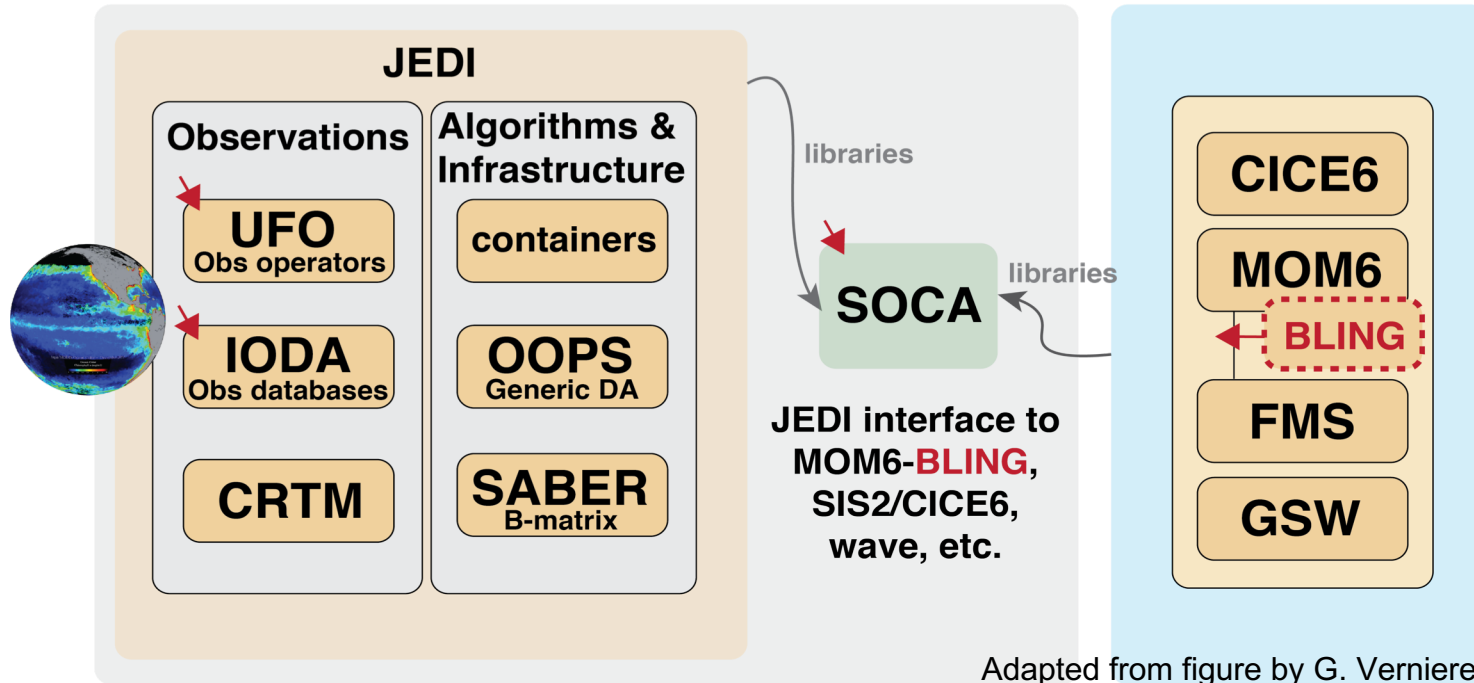 JEDI
Observations
UFO
Obs operators
IODA
Obs databases
CRTM
Algorithms &
Infrastructure
containers
OOPS
Generic DA
SABER
B-matrix
libraries
SOCA
libraries
JEDI interface to
MOM6-BLING,
SIS2/CICE6,
wave, etc.
CICE6
MOM6
BLING
FMS
GSW
Adapted from figure by G. Verniere